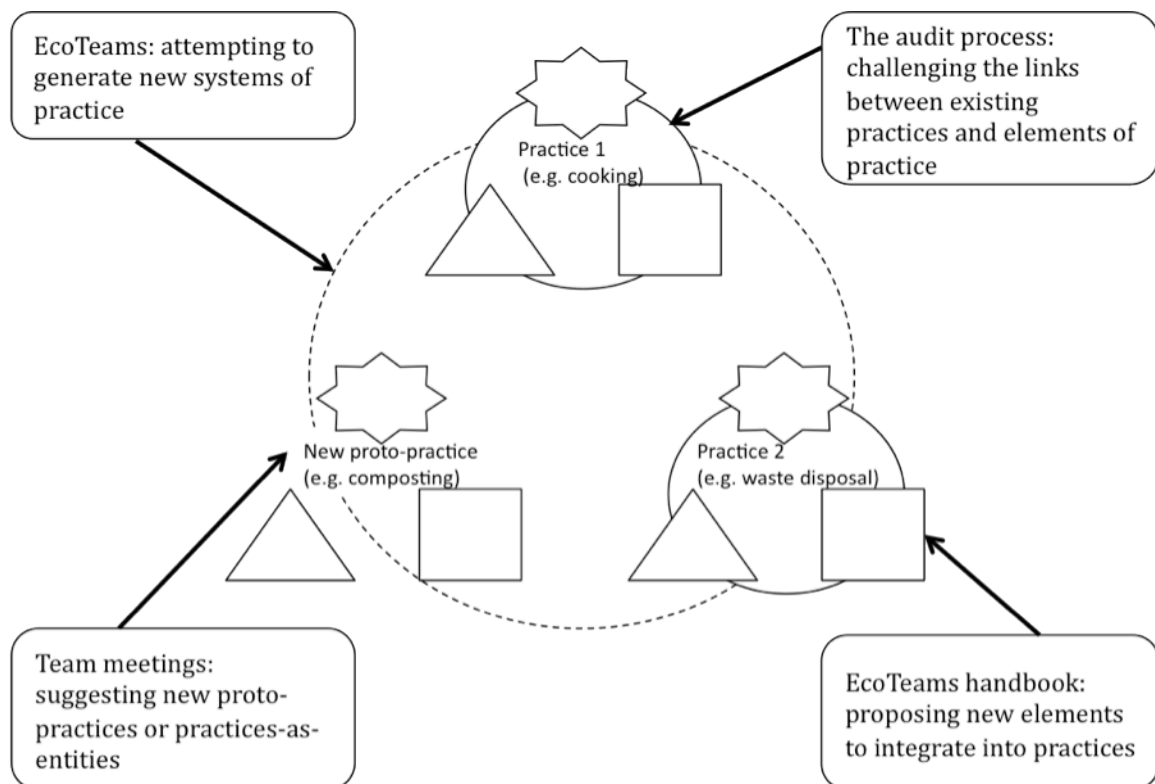 EcoTeams: attempting to
generate new systems of
practice
The audit process:
challenging the links
between existing
practices and elements of
practice
Practice 1
(e.g. cooking)
New proto-practice
(e.g. composting)
Practice 2
(e.g. waste disposal)
Team meetings:
suggesting new proto-
practices or practices-as-
entities
EcoTeams handbook:
proposing new elements
to integrate into practices